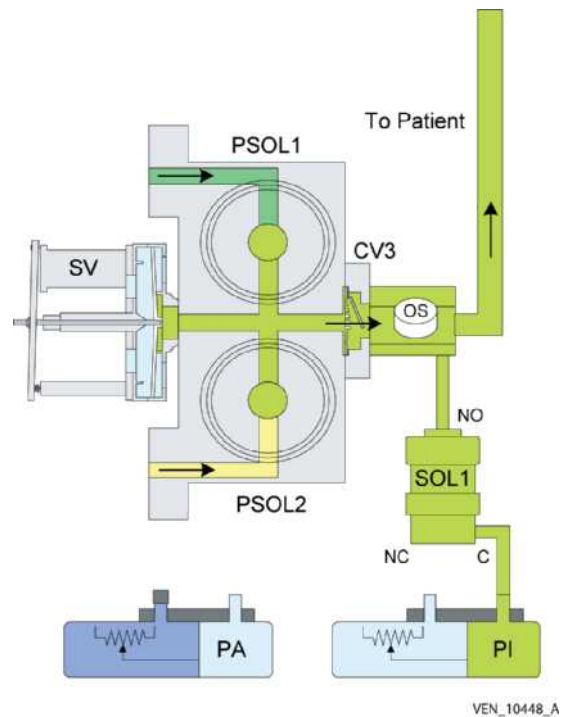 To Patient
PSOL1
CV3
SV
OS
NO
SOL1
PSOL2
NC
C
PA
PI
VEN_10448_A